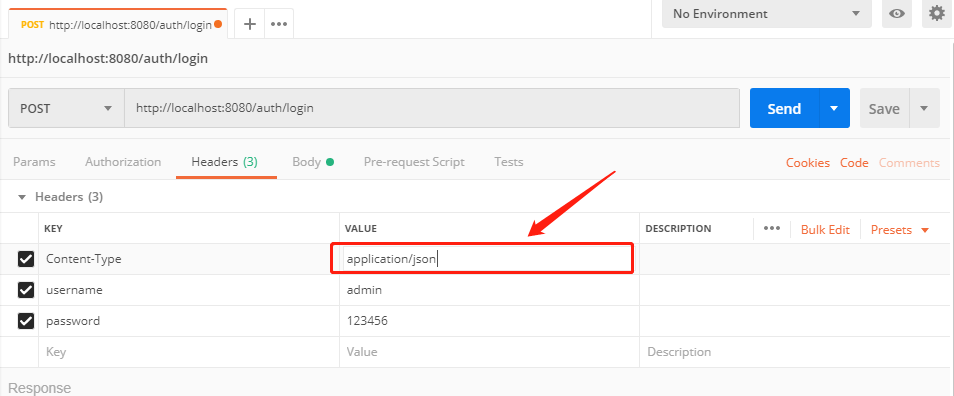 POST http://localhost:8080/auth/login
No Environment
http://localhost:8080/auth/login
POST http://localhost:8080/auth/login Send Save
Params Authorization Headers (3) Body Pre-request Script Tests Cookies Code Comments
Headers (3)
KEY VALUE DESCRIPTION ••• Bulk Edit Presets
Content-Type application/json
username admin
password 123456
Key Value Description
Response